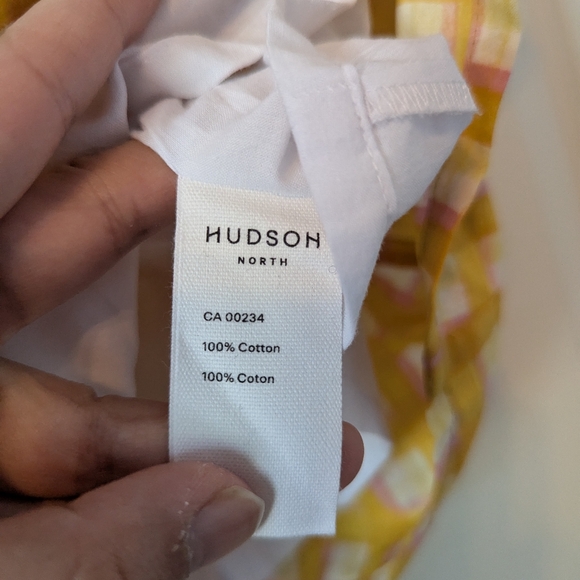 HUDSON
NORTH
CA 00234
100% Cotton
100% Coton